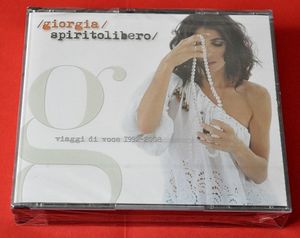 /giorgia/
spiritolibero/
g
viaggi di voce 1992-2008